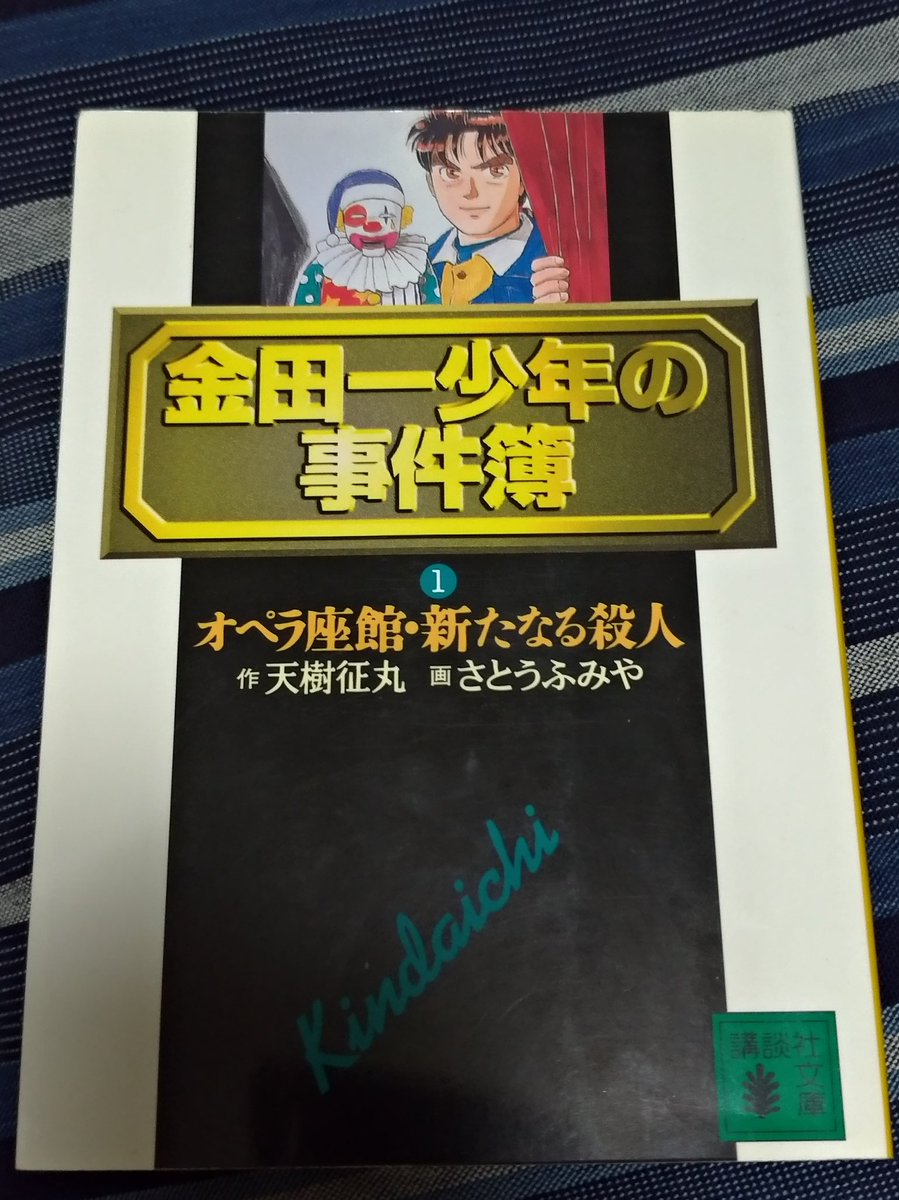 金田一少年の
事件簿
1
オペラ座館・新たなる殺人
作 天樹征丸 画 さとうふみや
Kindaichi
講談社
文庫